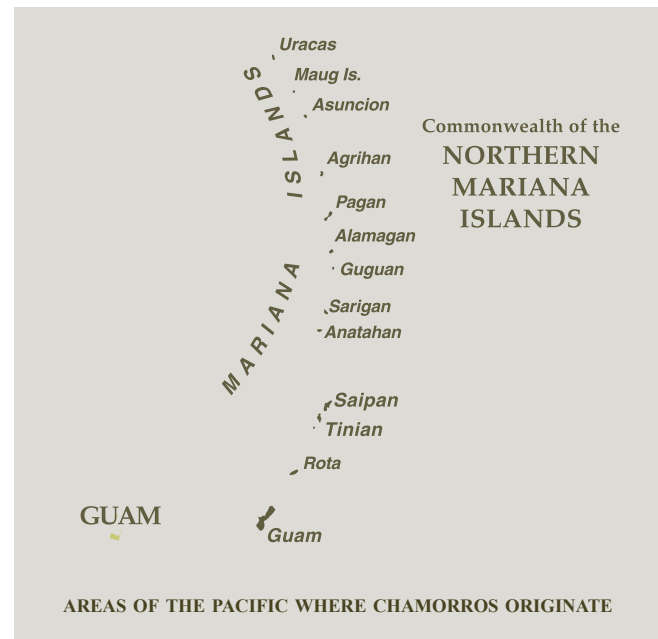 Uracas
Maug Is.
Asuncion
Commonwealth of the
NORTHERN
MARIANA
ISLANDS
Agrihan
Pagan
Alamagan
Guguan
Sarigan
Anatahan
MARIANA ISLANDS
Saipan
Tinian
Rota
GUAM
Guam
AREAS OF THE PACIFIC WHERE CHAMORROS ORIGINATE